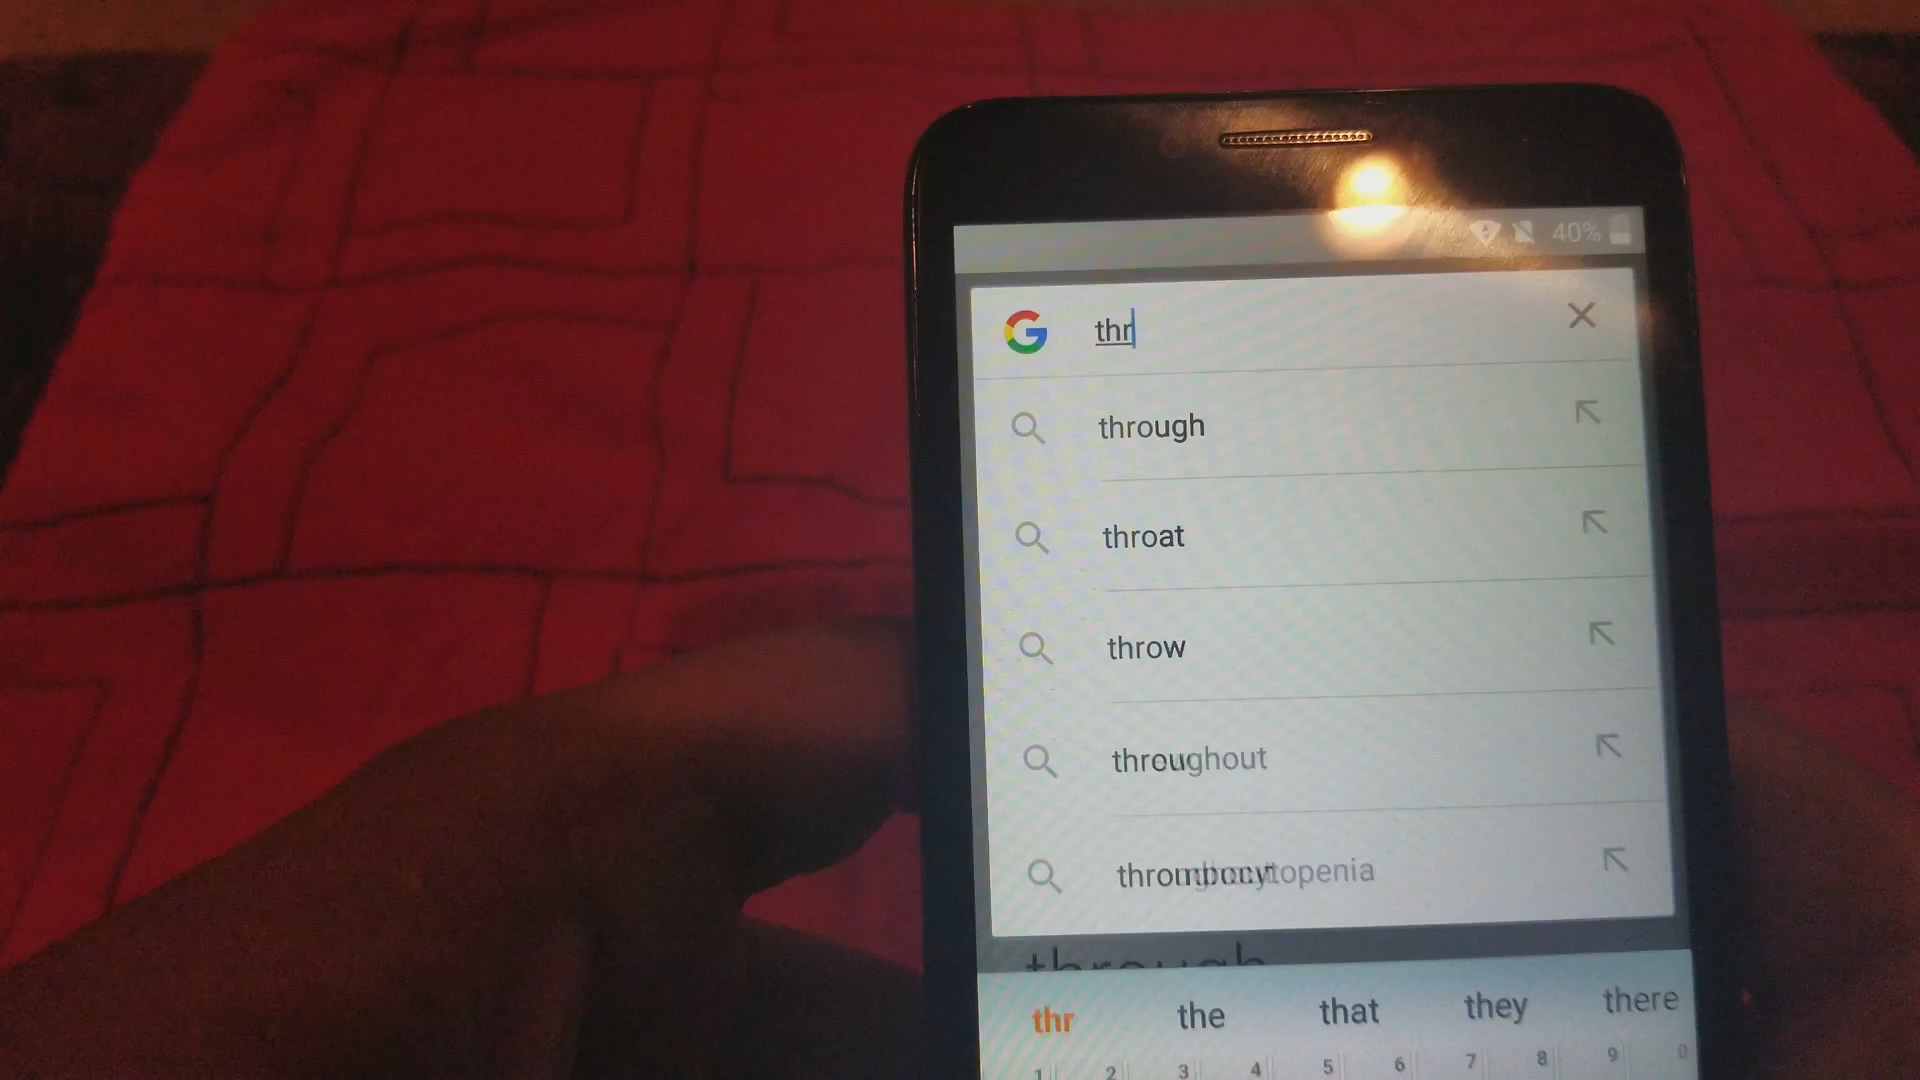 40%
G thr
through
throat
throw
throughout
through
thr the that they there
1 2 3 4 5 6 7 8 9 0